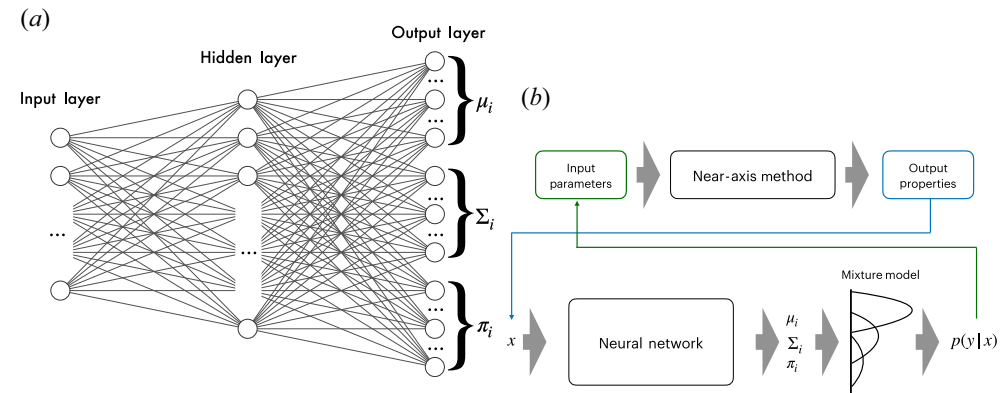 (a)
Input layer
Hidden layer
Output layer
...
...
...
μi
...
...
Σi
...
...
πi
...
(b)
Input
parameters
Near-axis method
Output
properties
x
Neural network
μi
Σi
πi
Mixture model
p(y|x)